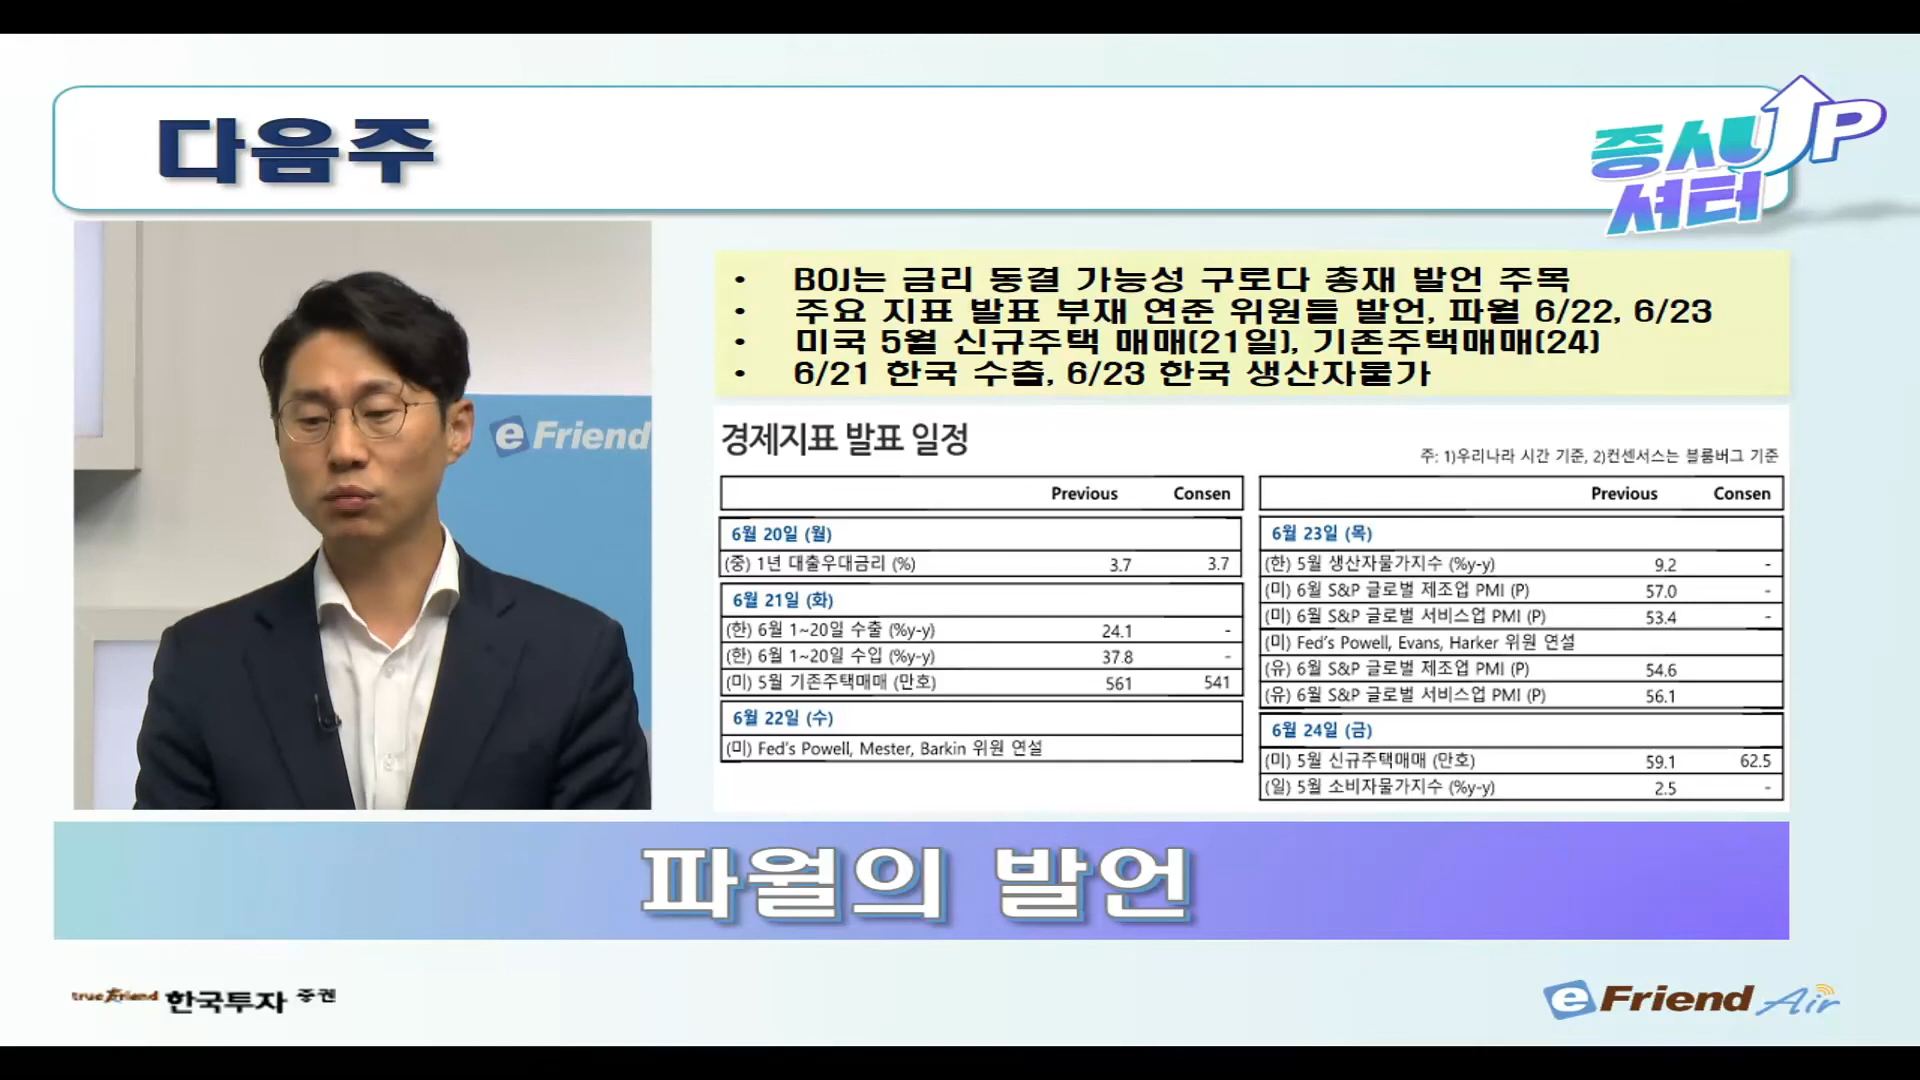 다음주
증시UP
셔터
e Friend
• BOJ는 금리 동결 가능성 구로다 총재 발언 주목
• 주요 지표 발표 부재 연준 위원들 발언, 파월 6/22, 6/23
• 미국 5월 신규주택 매매(21일), 기존주택매매(24)
• 6/21 한국 수출, 6/23 한국 생산자물가
경제지표 발표 일정
주: 1)우리나라 시간 기준, 2)컨센서스는 블룸버그 기준
Previous Consen
6월 20일 (월)
(중) 1년 대출우대금리 (%) 3.7 3.7
6월 21일 (화)
(한) 6월 1~20일 수출 (%y-y) 24.1 -
(한) 6월 1~20일 수입 (%y-y) 37.8 -
(미) 5월 기존주택매매 (만호) 561 541
6월 22일 (수)
(미) Fed's Powell, Mester, Barkin 위원 연설
Previous Consen
6월 23일 (목)
(한) 5월 생산자물가지수 (%y-y) 9.2 -
(미) 6월 S&P 글로벌 제조업 PMI (P) 57.0 -
(미) 6월 S&P 글로벌 서비스업 PMI (P) 53.4 -
(미) Fed's Powell, Evans, Harker 위원 연설
(유) 6월 S&P 글로벌 제조업 PMI (P) 54.6
(유) 6월 S&P 글로벌 서비스업 PMI (P) 56.1
6월 24일 (금)
(미) 5월 신규주택매매 (만호) 59.1 62.5
(일) 5월 소비자물가지수 (%y-y) 2.5 -
파월의 발언
true Friend 한국투자 증권
e Friend Air